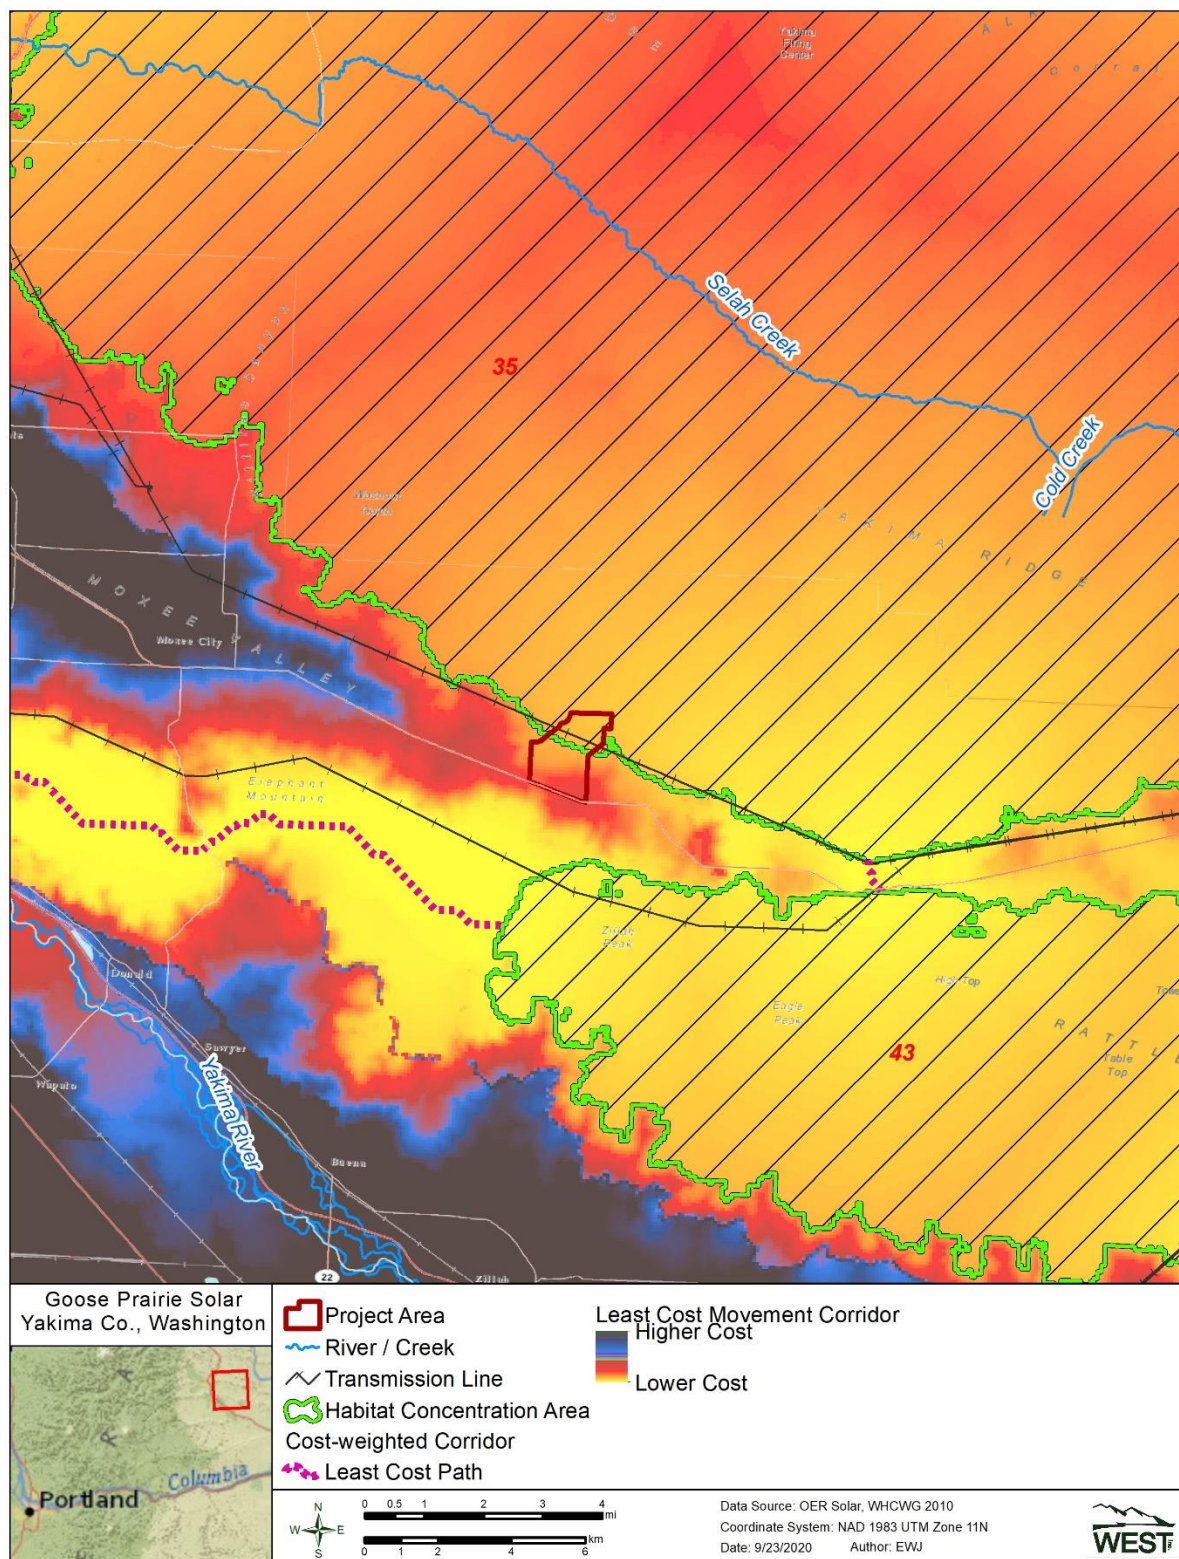 Yakima
Firing
Center
Selah Creek
35
Cold Creek
YAKIMA RIDGE
MOXEE VALLEY
Moxee City
Elephant
Mountain
Zillah
Peak
High Top
Eagle
Peak
43
Table
Top
Donald
Sawyer
Wapato
Yakima River
Buena
22
Zillah
Goose Prairie Solar
Yakima Co., Washington
Portland
Columbia
Project Area
River / Creek
Transmission Line
Habitat Concentration Area
Cost-weighted Corridor
Least Cost Path
Least Cost Movement Corridor
Higher Cost
Lower Cost
N
W E
S
0 0.5 1 2 3 4
mi
km
0 1 2 4 6
Data Source: OER Solar, WHCWG 2010
Coordinate System: NAD 1983 UTM Zone 11N
Date: 9/23/2020 Author: EWJ
WEST